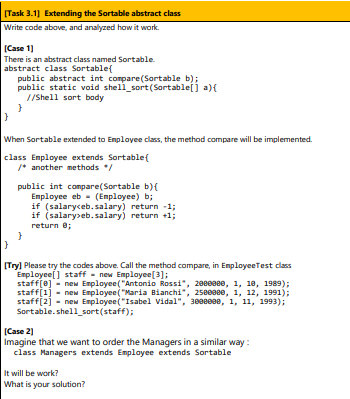 [Task 3.1] Extending the Sortable abstract class
Write code above, and analyzed how it work.
[Case 1]
There is an abstract class named Sortable.
abstract class Sortable{
public abstract int compare(Sortable b);
public static void shell_sort(Sortable[] a){
//Shell sort body
}
}
When Sortable extended to Employee class, the method compare will be implemented.
class Employee extends Sortable{
/* another methods */
public int compare(Sortable b){
Employee eb = (Employee) b;
if (salary<eb.salary) return -1;
if (salary>eb.salary) return +1;
return 0;
}
}
[Try] Please try the codes above. Call the method compare, in EmployeeTest class
Employee[] staff = new Employee[3];
staff[0] = new Employee("Antonio Rossi", 2000000, 1, 10, 1989);
staff[1] = new Employee("Maria Bianchi", 2500000, 1, 12, 1991);
staff[2] = new Employee("Isabel Vidal", 3000000, 1, 11, 1993);
Sortable.shell_sort(staff);
[Case 2]
Imagine that we want to order the Managers in a similar way :
class Managers extends Employee extends Sortable
It will be work?
What is your solution?